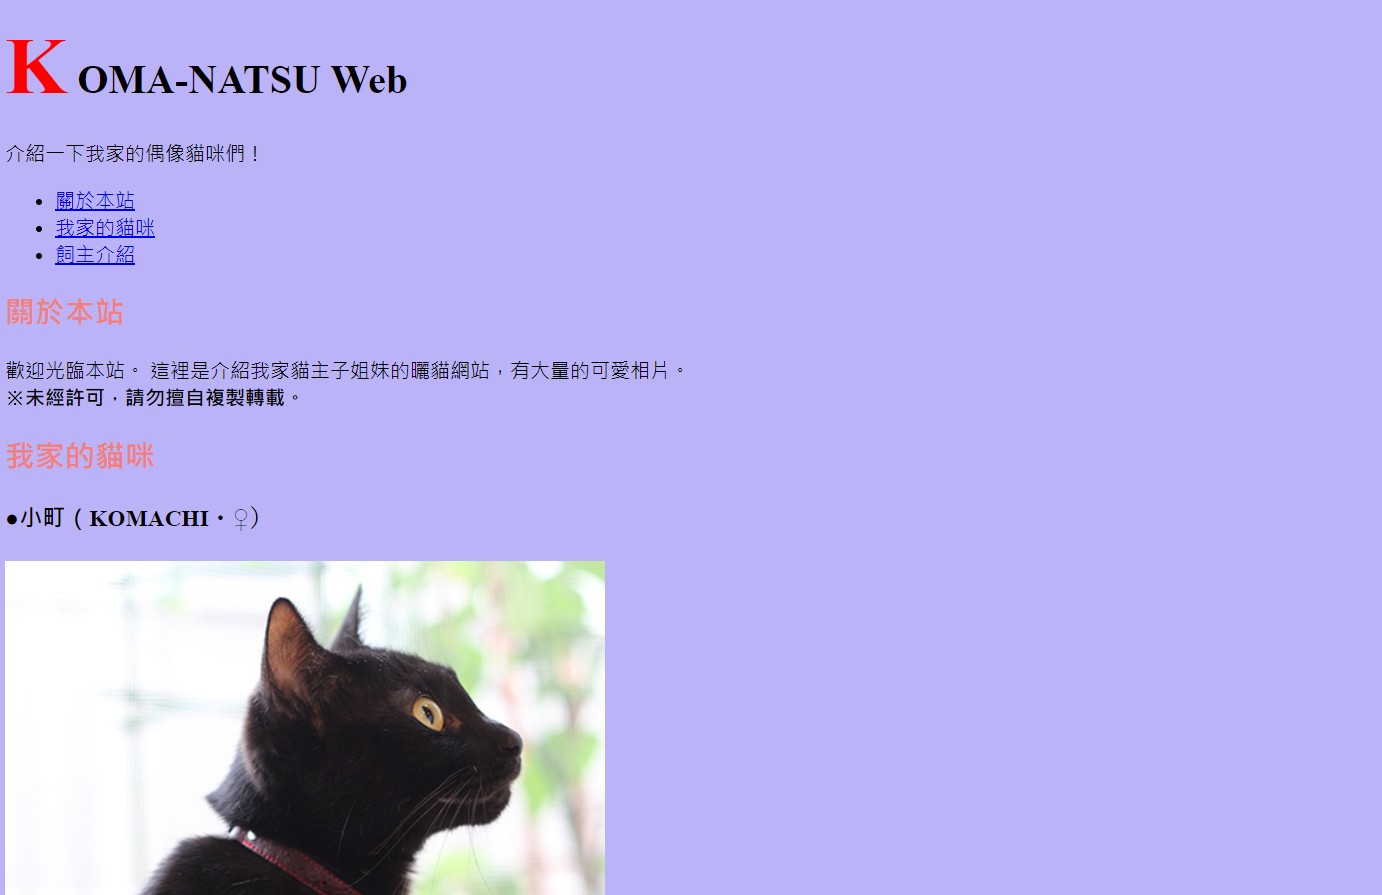 K OMA-NATSU Web
介紹一下我家的偶像貓咪們！
• 關於本站
• 我家的貓咪
• 飼主介紹
關於本站
歡迎光臨本站。 這裡是介紹我家貓主子姐妹的曬貓網站，有大量的可愛相片。
※未經許可，請勿擅自複製轉載。
我家的貓咪
●小町（KOMACHI・♀）